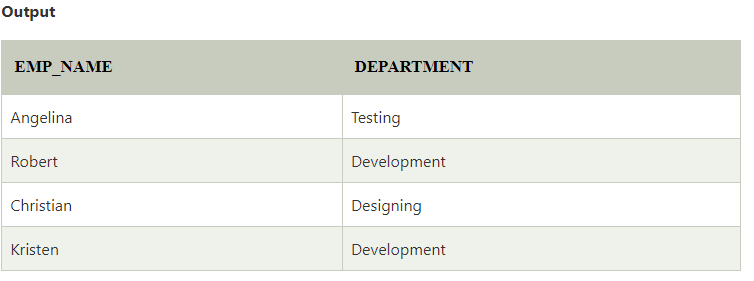 Output
EMP_NAME DEPARTMENT
Angelina Testing
Robert Development
Christian Designing
Kristen Development